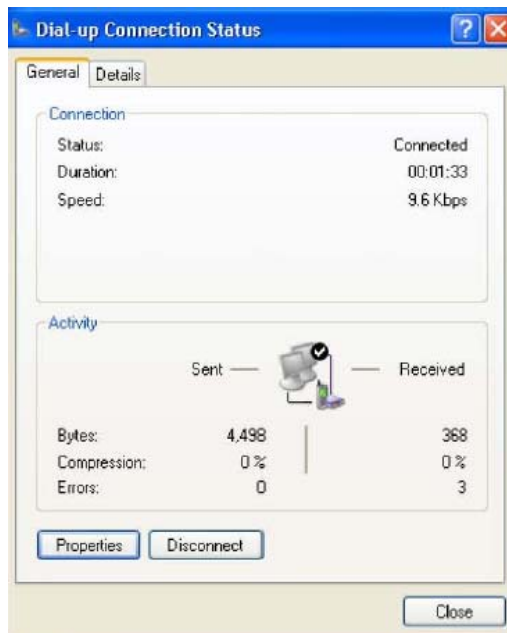 Dial-up Connection Status
General Details
Connection
Status: Connected
Duration: 00:01:33
Speed: 9.6 Kbps
Activity
Sent Received
Bytes: 4,498 368
Compression: 0 % 0 %
Errors: 0 3
Properties Disconnect
Close